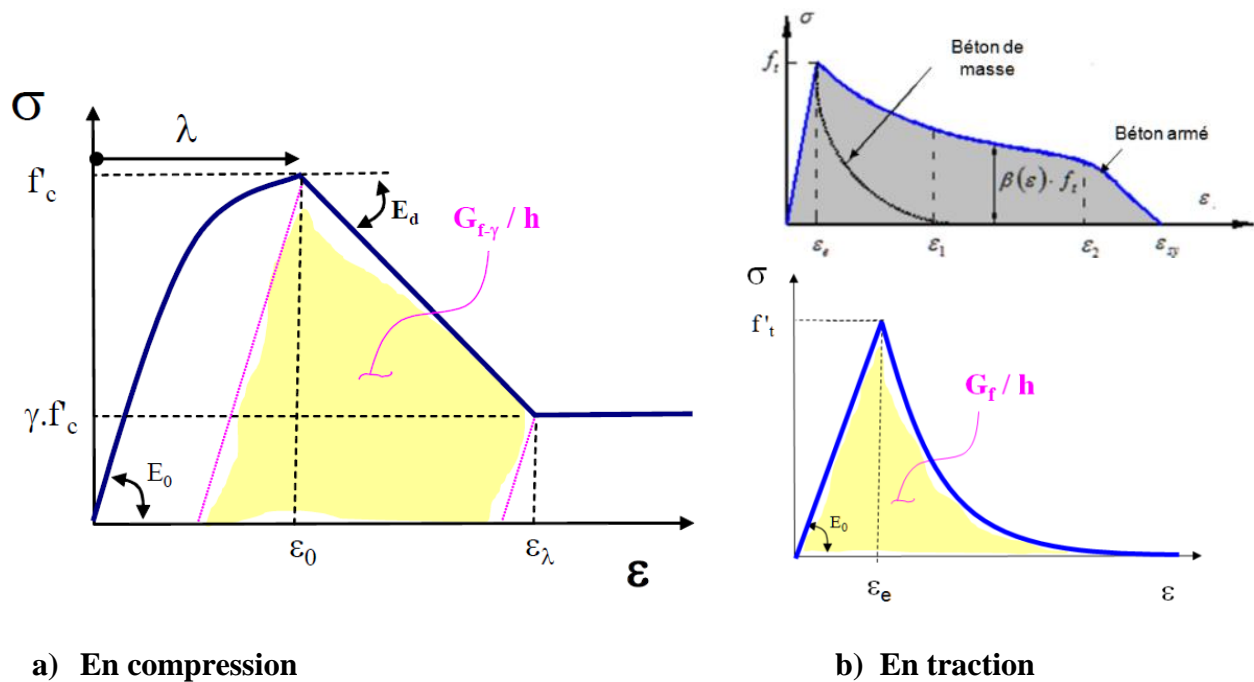 σ
λ
f'c
Ed
Gf-γ / h
γ.f'c
E0
ε0
ελ
ε
a) En compression
σ
Béton de
masse
ft
Béton armé
β(ε)· ft
ε
εe
ε1
ε2
σ
f't
Gf / h
E0
εe
ε
b) En traction